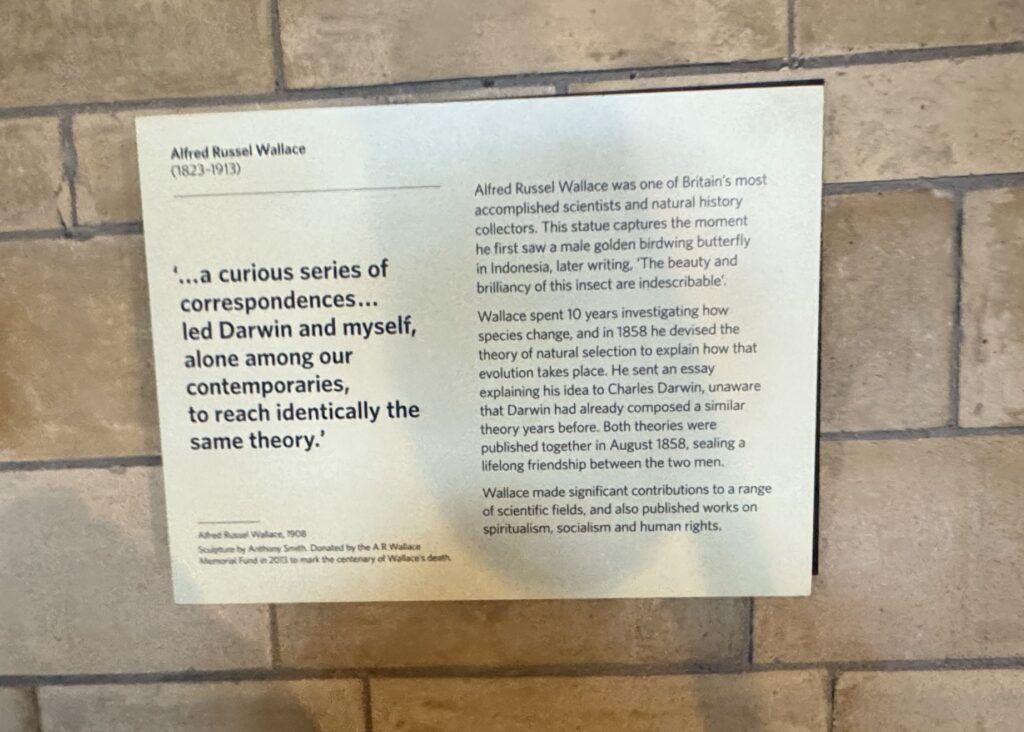 Alfred Russel Wallace
(1823–1913)
‘...a curious series of
correspondences...
led Darwin and myself,
alone among our
contemporaries,
to reach identically the
same theory.’
Alfred Russel Wallace, 1908
Sculpture by Anthony Smith. Donated by the A R Wallace
Memorial Fund in 2013 to mark the centenary of Wallace's death.
Alfred Russel Wallace was one of Britain's most
accomplished scientists and natural history
collectors. This statue captures the moment
he first saw a male golden birdwing butterfly
in Indonesia, later writing, ‘The beauty and
brilliancy of this insect are indescribable’.
Wallace spent 10 years investigating how
species change, and in 1858 he devised the
theory of natural selection to explain how that
evolution takes place. He sent an essay
explaining his idea to Charles Darwin, unaware
that Darwin had already composed a similar
theory years before. Both theories were
published together in August 1858, sealing a
lifelong friendship between the two men.
Wallace made significant contributions to a range
of scientific fields, and also published works on
spiritualism, socialism and human rights.